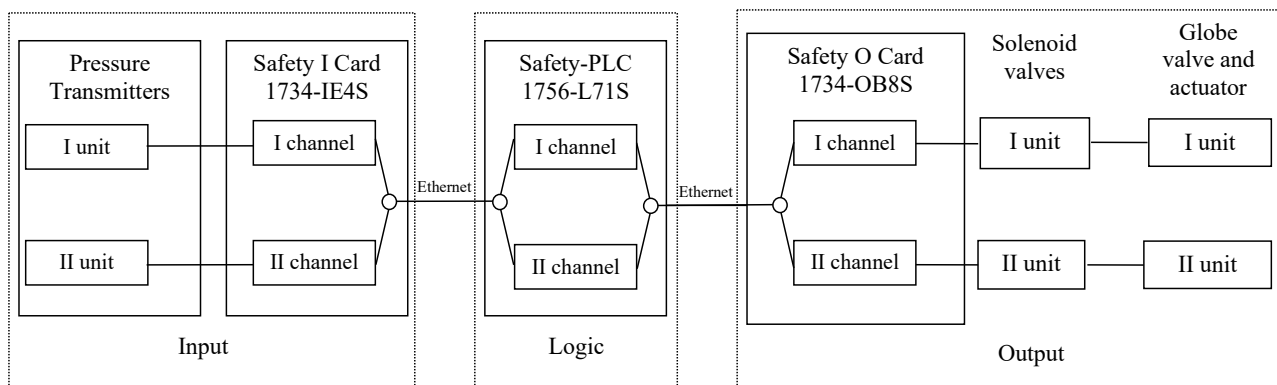 Pressure
Transmitters
I unit
II unit
Safety I Card
1734-IE4S
I channel
II channel
Input
Ethernet
Safety-PLC
1756-L71S
I channel
II channel
Logic
Ethernet
Safety O Card
1734-OB8S
I channel
II channel
Solenoid
valves
I unit
II unit
Globe
valve and
actuator
I unit
II unit
Output